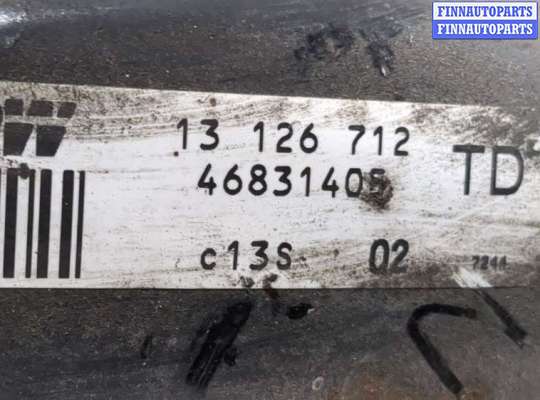 FINNAUTOPARTS
FINNAUTOPARTS
13 126 712
46831405
TD
c13S 02